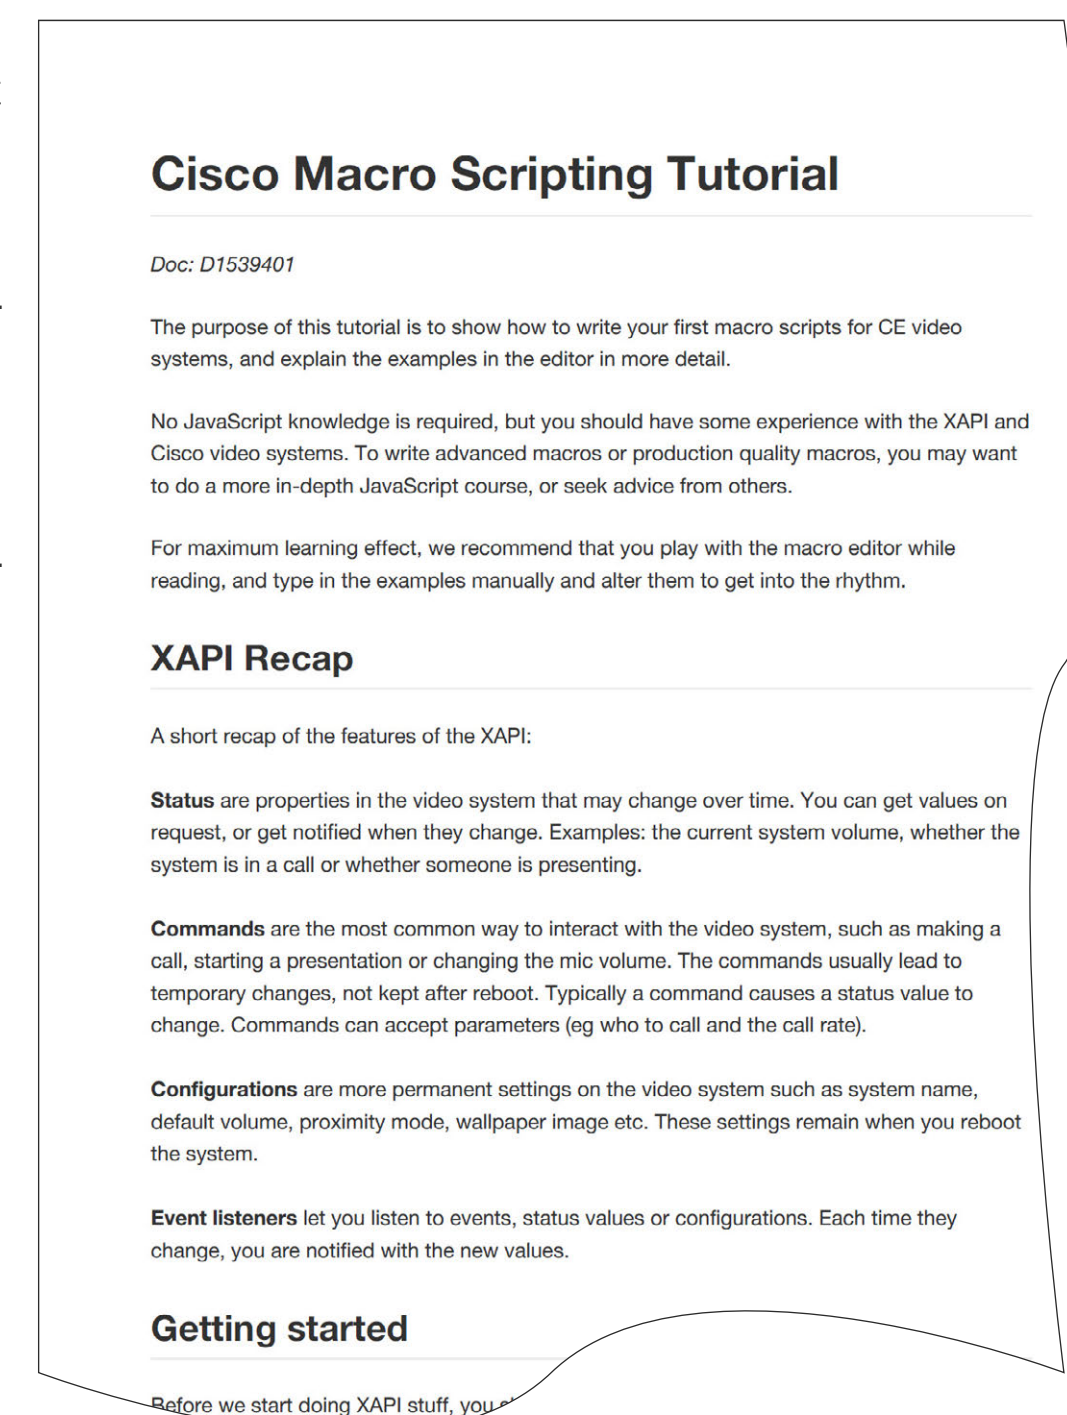 Cisco Macro Scripting Tutorial
Doc: D1539401
The purpose of this tutorial is to show how to write your first macro scripts for CE video
systems, and explain the examples in the editor in more detail.
No JavaScript knowledge is required, but you should have some experience with the XAPI and
Cisco video systems. To write advanced macros or production quality macros, you may want
to do a more in-depth JavaScript course, or seek advice from others.
For maximum learning effect, we recommend that you play with the macro editor while
reading, and type in the examples manually and alter them to get into the rhythm.
XAPI Recap
A short recap of the features of the XAPI:
Status are properties in the video system that may change over time. You can get values on
request, or get notified when they change. Examples: the current system volume, whether the
system is in a call or whether someone is presenting.
Commands are the most common way to interact with the video system, such as making a
call, starting a presentation or changing the mic volume. The commands usually lead to
temporary changes, not kept after reboot. Typically a command causes a status value to
change. Commands can accept parameters (eg who to call and the call rate).
Configurations are more permanent settings on the video system such as system name,
default volume, proximity mode, wallpaper image etc. These settings remain when you reboot
the system.
Event listeners let you listen to events, status values or configurations. Each time they
change, you are notified with the new values.
Getting started
Before we start doing XAPI stuff, you